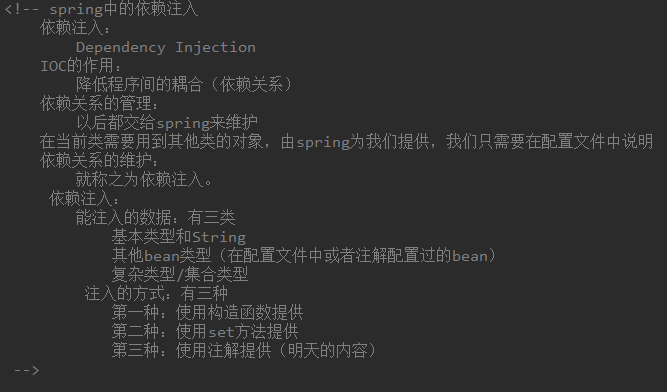 <!-- spring中的依赖注入
依赖注入：
Dependency Injection
IOC的作用：
降低程序间的耦合（依赖关系）
依赖关系的管理：
以后都交给spring来维护
在当前类需要用到其他类的对象，由spring为我们提供，我们只需要在配置文件中说明
依赖关系的维护：
就称之为依赖注入。
依赖注入：
能注入的数据：有三类
基本类型和String
其他bean类型（在配置文件中或者注解配置过的bean）
复杂类型/集合类型
注入的方式：有三种
第一种：使用构造函数提供
第二种：使用set方法提供
第三种：使用注解提供（明天的内容）
-->